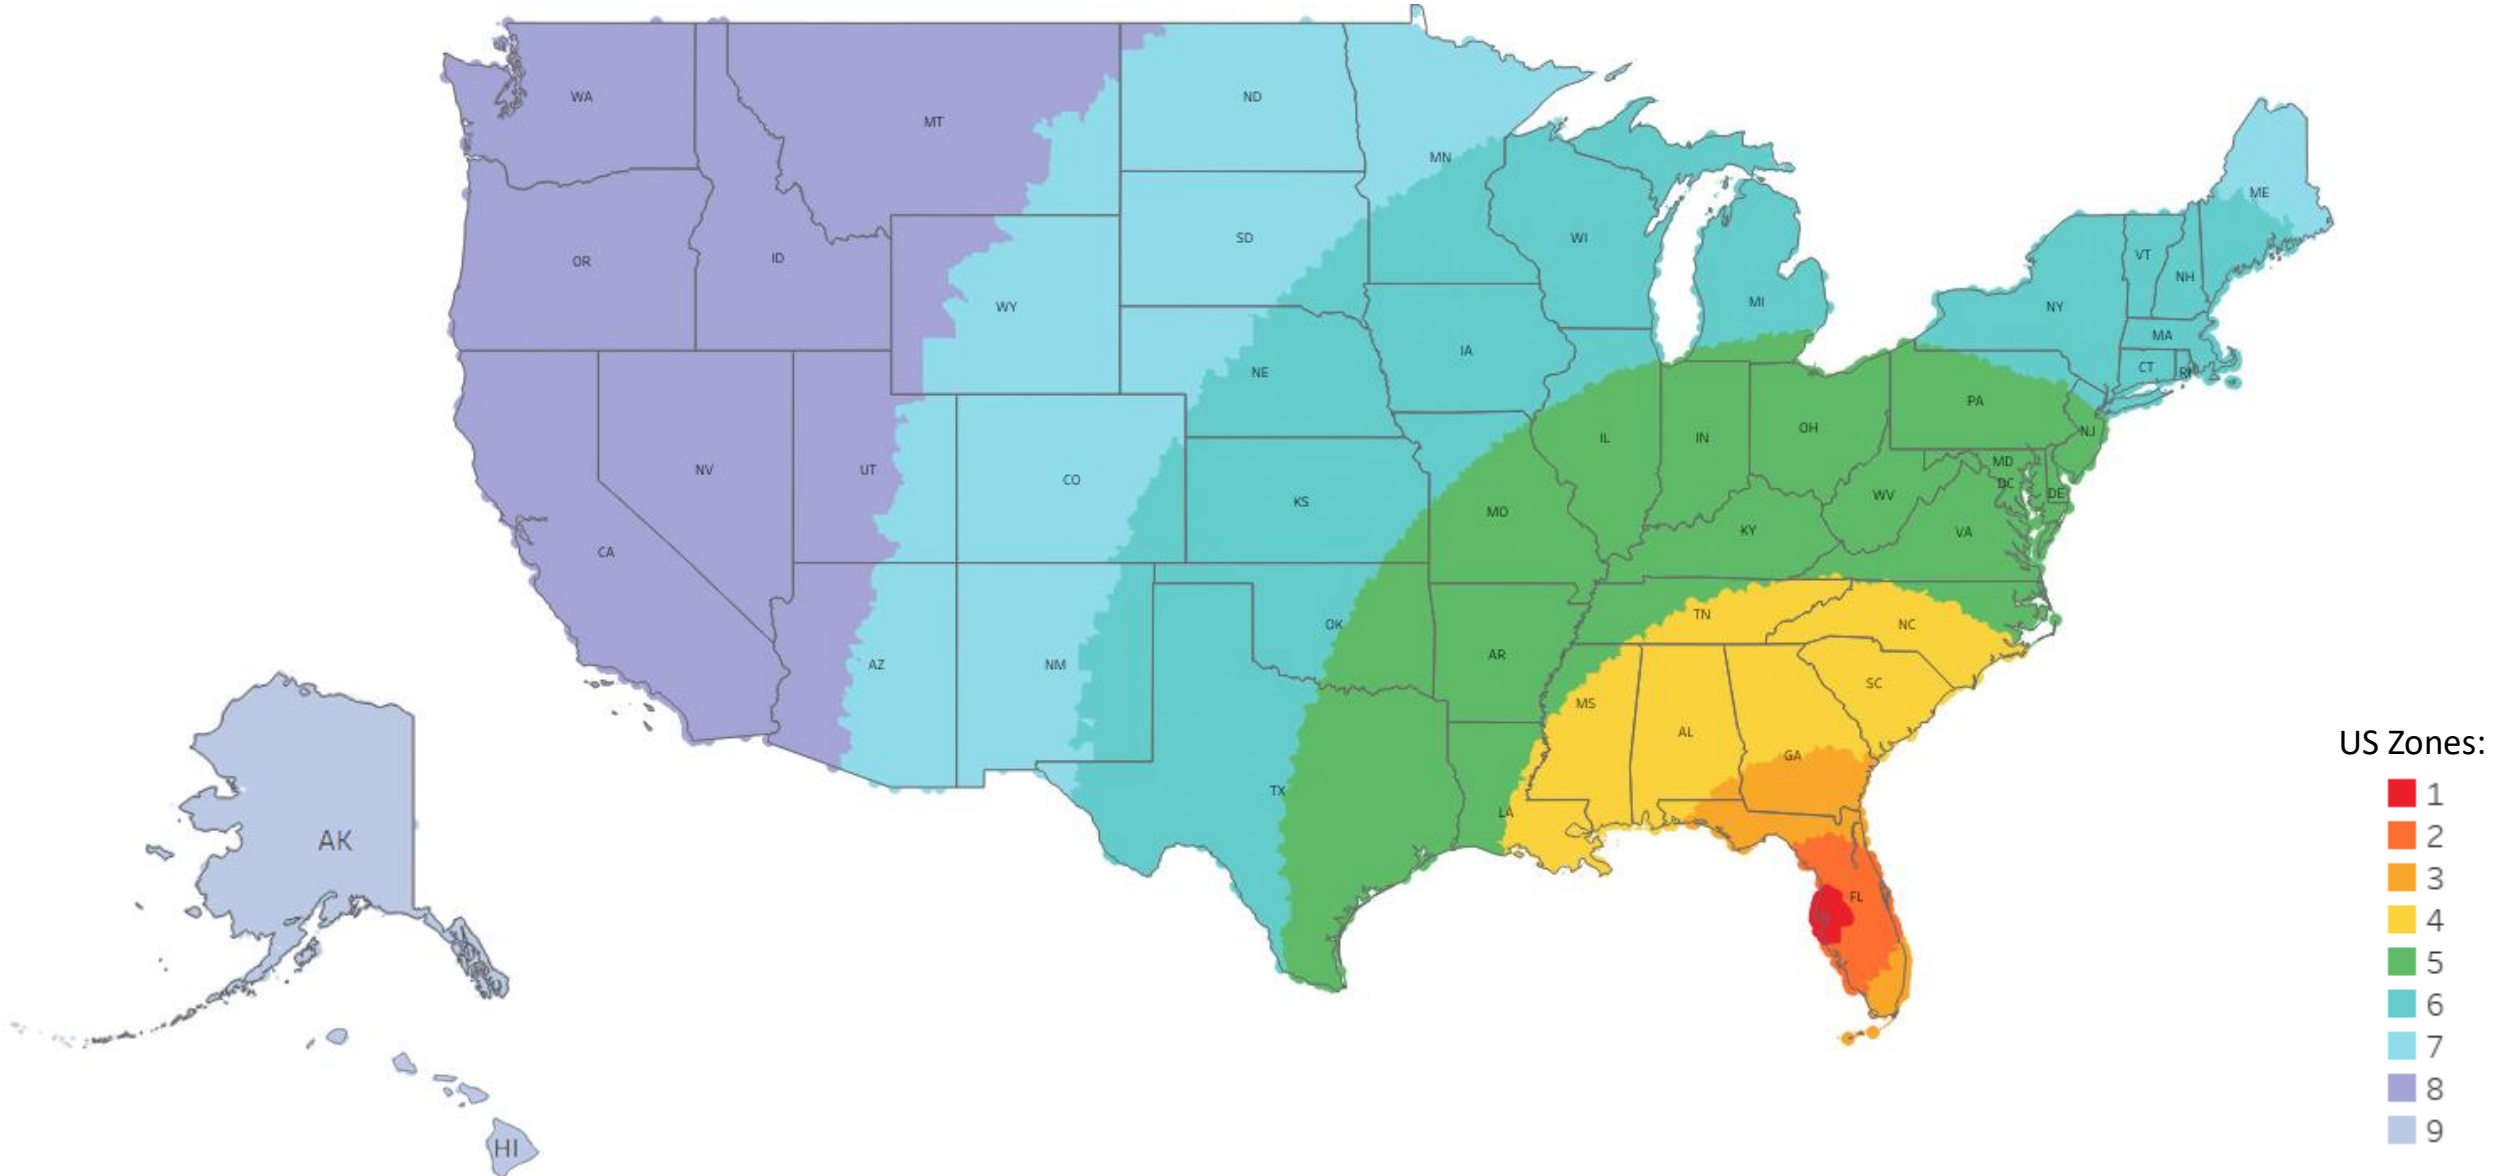 WA
MT
ND
MN
OR
ID
WY
SD
WI
MI
ME
VT
NH
NY
MA
CT
RI
NE
IA
NV
UT
CO
KS
CA
IL
IN
OH
PA
NJ
MO
KY
WV
MD
DC
DE
VA
AZ
NM
OK
AR
TN
NC
SC
MS
AL
GA
TX
LA
FL
AK
HI
US Zones:
1
2
3
4
5
6
7
8
9